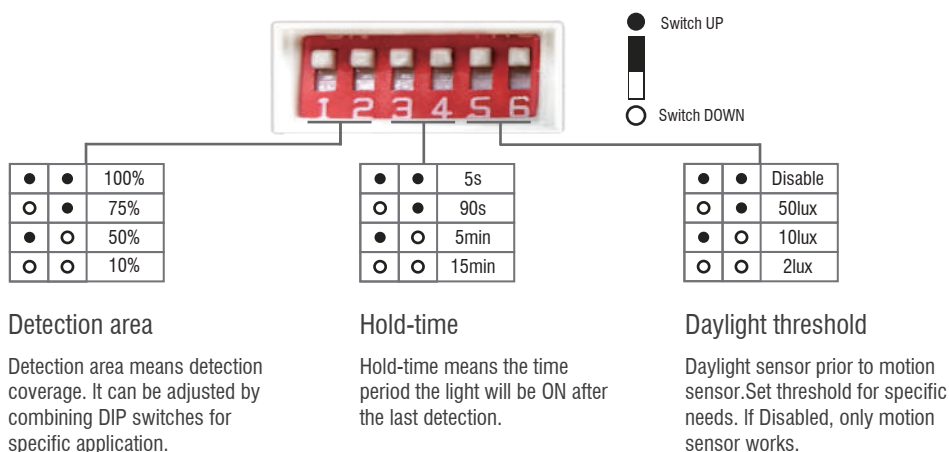 Switch UP
1 2 3 4 5 6
Switch DOWN
100%
75%
50%
10%
5s
90s
5min
15min
Disable
50lux
10lux
2lux
Detection area
Detection area means detection
coverage. It can be adjusted by
combining DIP switches for
specific application.
Hold-time
Hold-time means the time
period the light will be ON after
the last detection.
Daylight threshold
Daylight sensor prior to motion
sensor.Set threshold for specific
needs. If Disabled, only motion
sensor works.